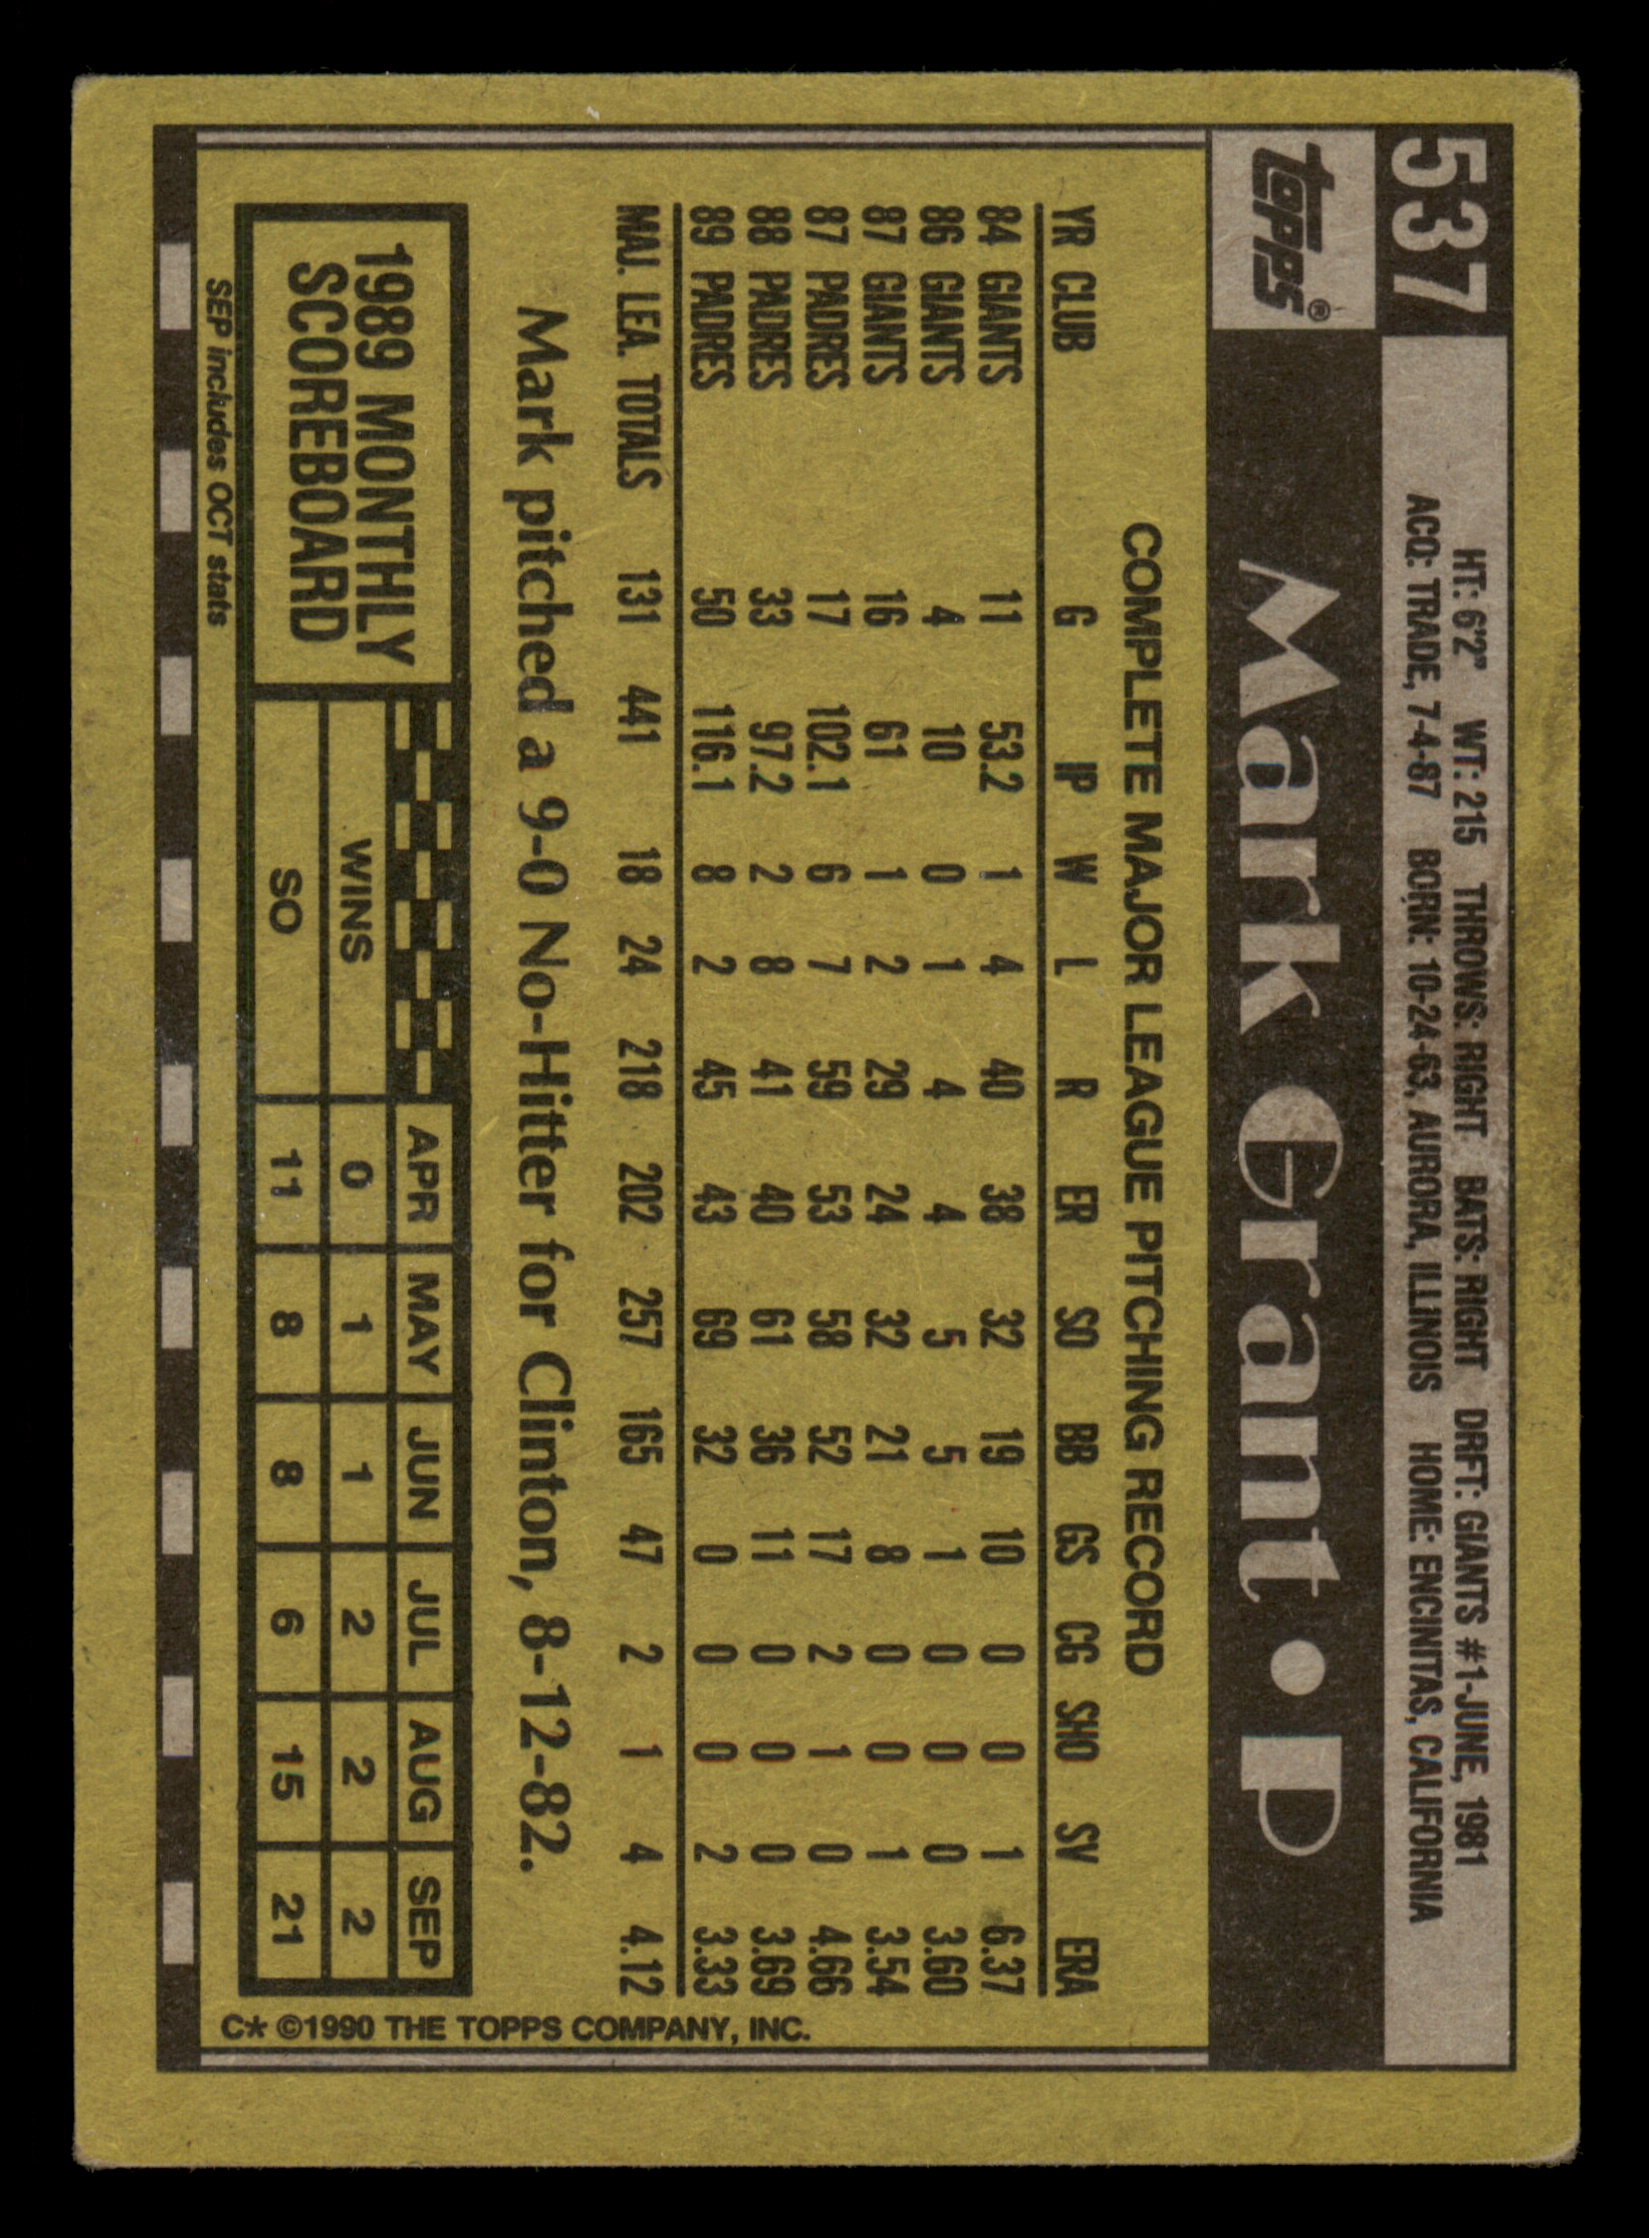 537
HT: 6'2" WT: 215 THROWS: RIGHT BATS: RIGHT DRFT: GIANTS #1-JUNE, 1981
ACQ: TRADE, 7-4-87 BORN: 10-24-63, AURORA, ILLINOIS HOME: ENCINITAS, CALIFORNIA
topps® Mark Grant • P
COMPLETE MAJOR LEAGUE PITCHING RECORD
YR CLUB G IP W L R ER SO BB GS CG SHO SV ERA
84 GIANTS 11 53.2 1 4 40 38 32 19 10 0 0 1 6.37
86 GIANTS 4 10 0 1 4 4 5 5 1 0 0 0 3.60
87 GIANTS 16 61 1 2 29 24 32 21 8 0 0 1 3.54
87 PADRES 17 102.1 6 7 59 53 58 52 17 2 1 0 4.66
88 PADRES 33 97.2 2 8 41 40 61 36 11 0 0 0 3.69
89 PADRES 50 116.1 8 2 45 43 69 32 0 0 0 2 3.33
MAJ. LEA. TOTALS 131 441 18 24 218 202 257 165 47 2 1 4 4.12
Mark pitched a 9-0 No-Hitter for Clinton, 8-12-82.
1989 MONTHLY
SCOREBOARD
APR MAY JUN JUL AUG SEP
WINS 0 1 1 2 2 2
SO 11 8 8 6 15 21
SEP includes OCT stats
C* ©1990 THE TOPPS COMPANY, INC.